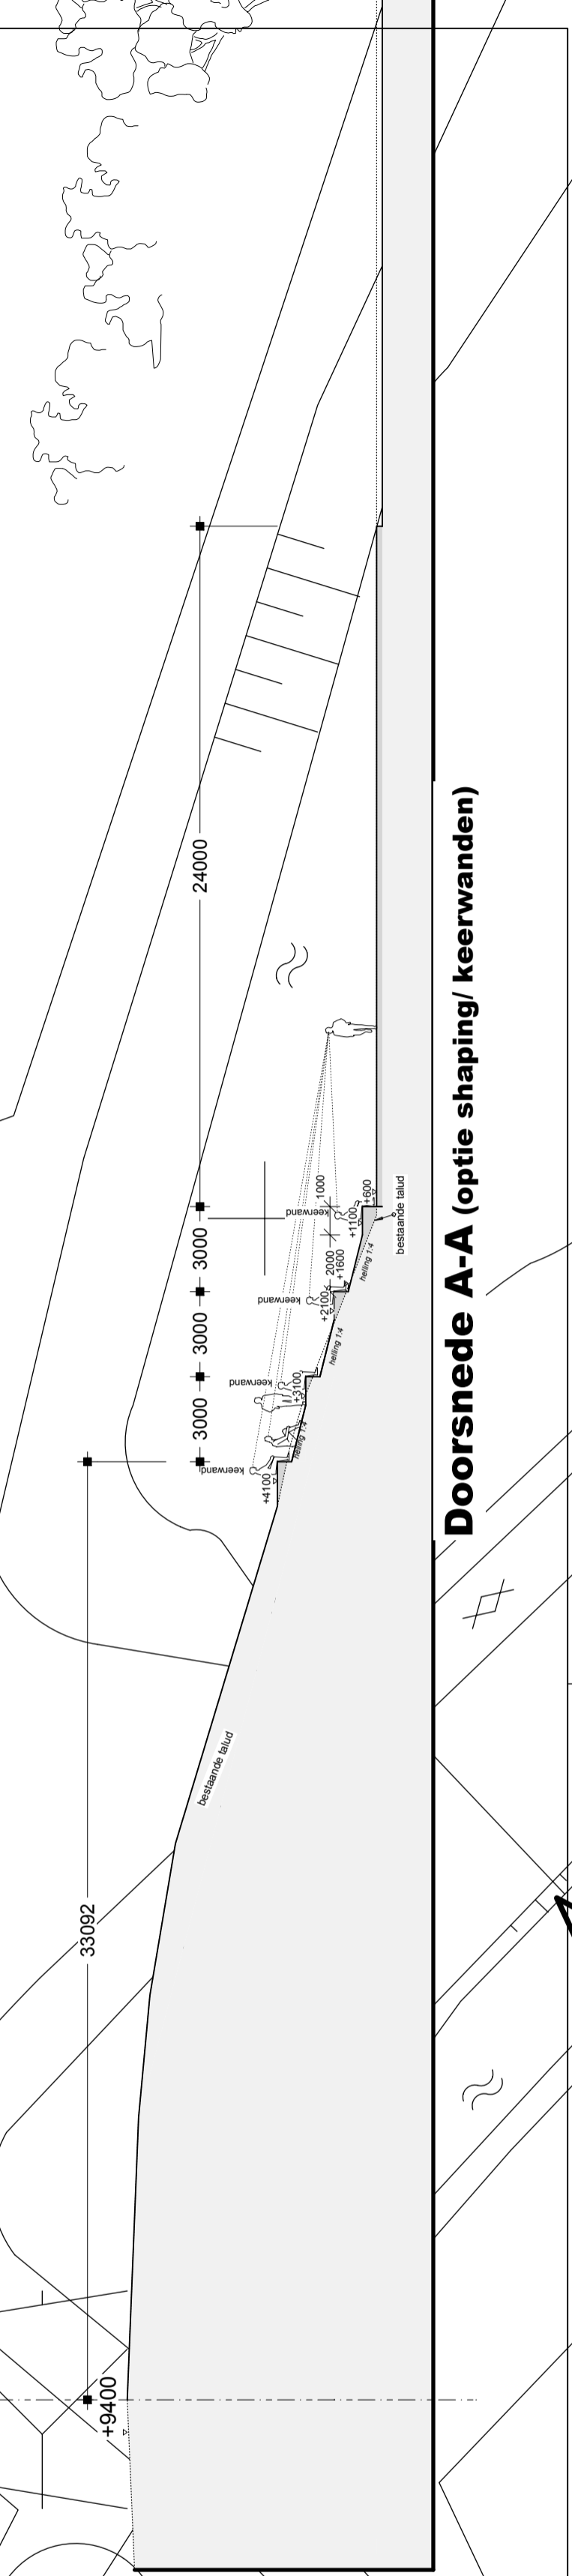 33092
+9400
3000
3000
3000
24000
keerwand
keerwand
keerwand
keerwand
+4100
+3100
+2100
+1600
+1100
+600
2000
1000
helling 1:4
helling 1:4
helling 1:4
bestaande talud
bestaande talud
Doorsnede A-A (optie shaping/ keerwanden)